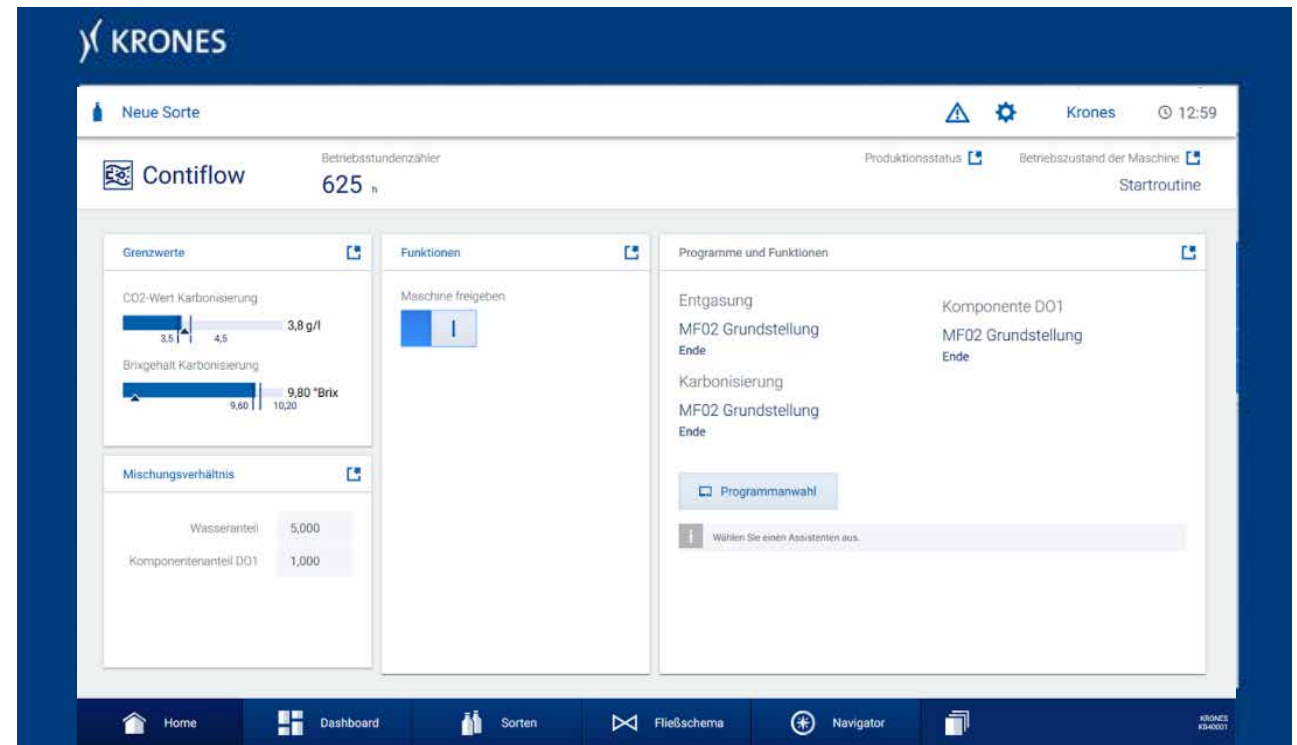 KRONES
Neue Sorte
Krones
12:59
Contiflow
Betriebsstundenzähler
625 h
Produktionsstatus
Betriebszustand der Maschine
Startroutine
Grenzwerte
CO2-Wert Karbonisierung
3,8 g/l
3,5 4,5
Brixgehalt Karbonisierung
9,80 °Brix
9,60 10,20
Mischungsverhältnis
Wasseranteil 5,000
Komponentenanteil DO1 1,000
Funktionen
Maschine freigeben
I
Programme und Funktionen
Entgasung
MF02 Grundstellung
Ende
Karbonisierung
MF02 Grundstellung
Ende
Komponente DO1
MF02 Grundstellung
Ende
Programmanwahl
i Wählen Sie einen Assistenten aus.
Home Dashboard Sorten Fließschema Navigator
KRONES
KB40001